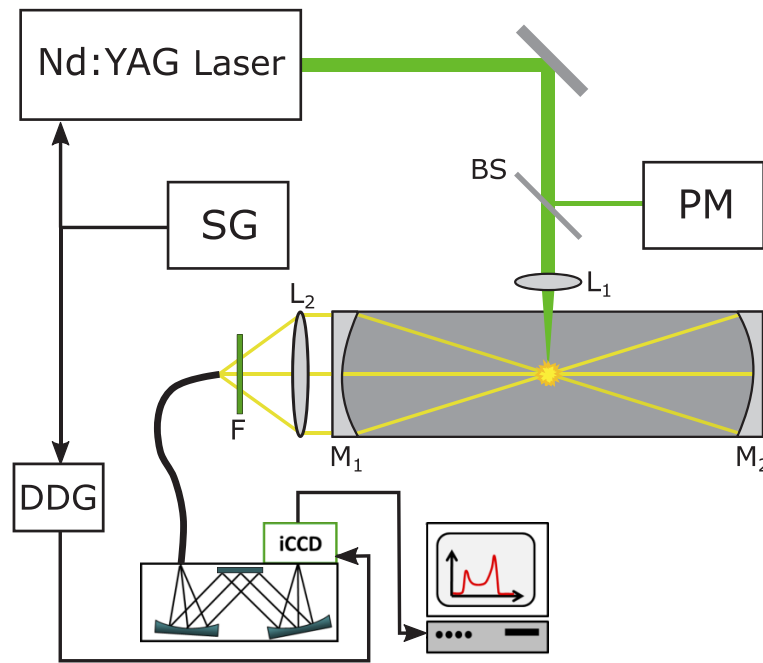 Nd:YAG Laser
BS
SG
PM
L₁
L₂
F
M₁
M₂
DDG
iCCD